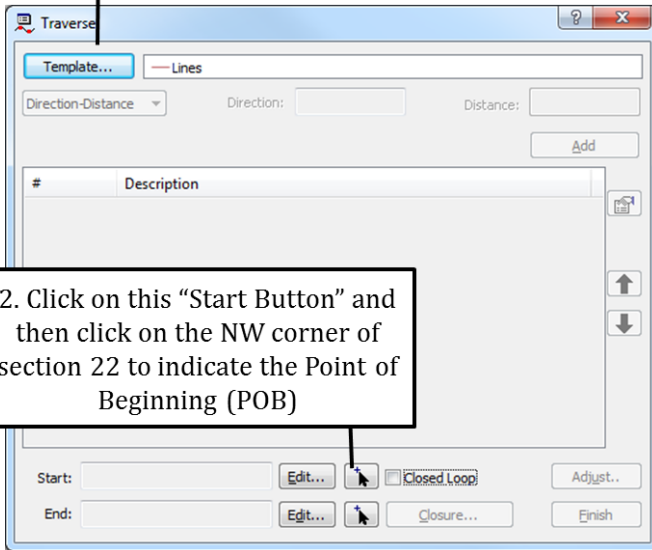 Traverse
Template... Lines
Direction-Distance Direction: Distance:
Add
# Description
2. Click on this “Start Button” and
then click on the NW corner of
section 22 to indicate the Point of
Beginning (POB)
Start: Edit... Closed Loop Adjust..
End: Edit... Closure... Finish